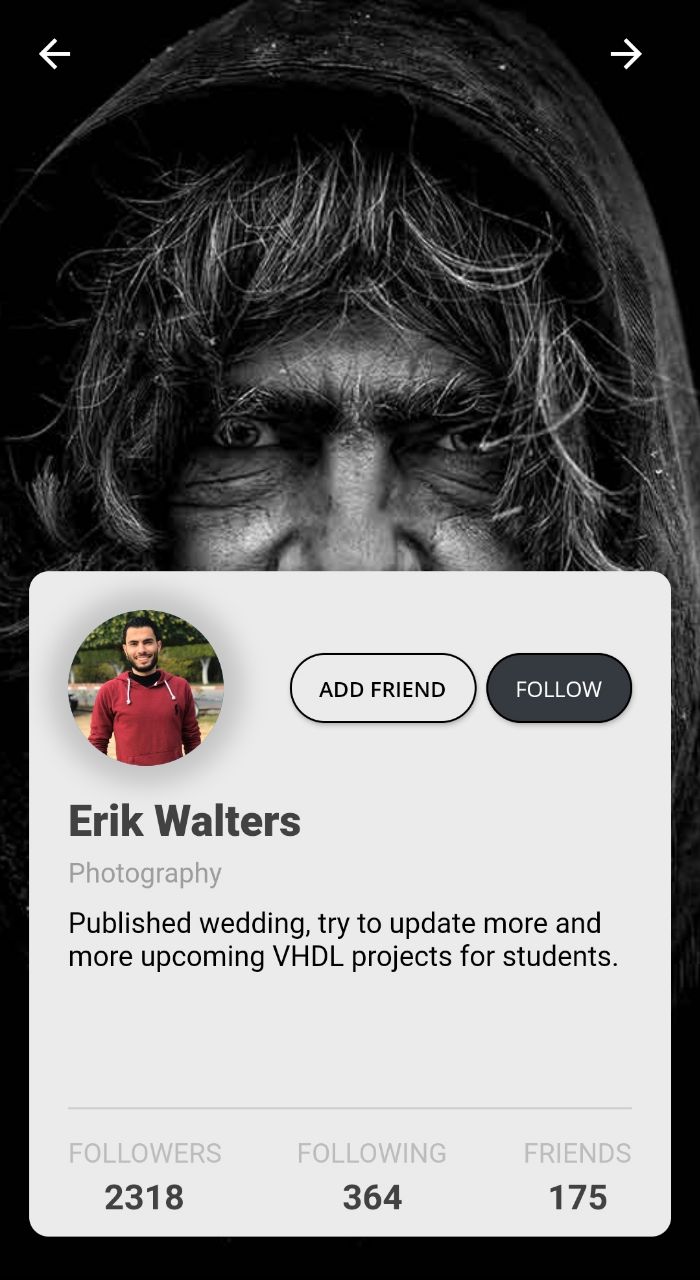 ADD FRIEND
FOLLOW
Erik Walters
Photography
Published wedding, try to update more and
more upcoming VHDL projects for students.
FOLLOWERS
FOLLOWING
FRIENDS
2318
364
175